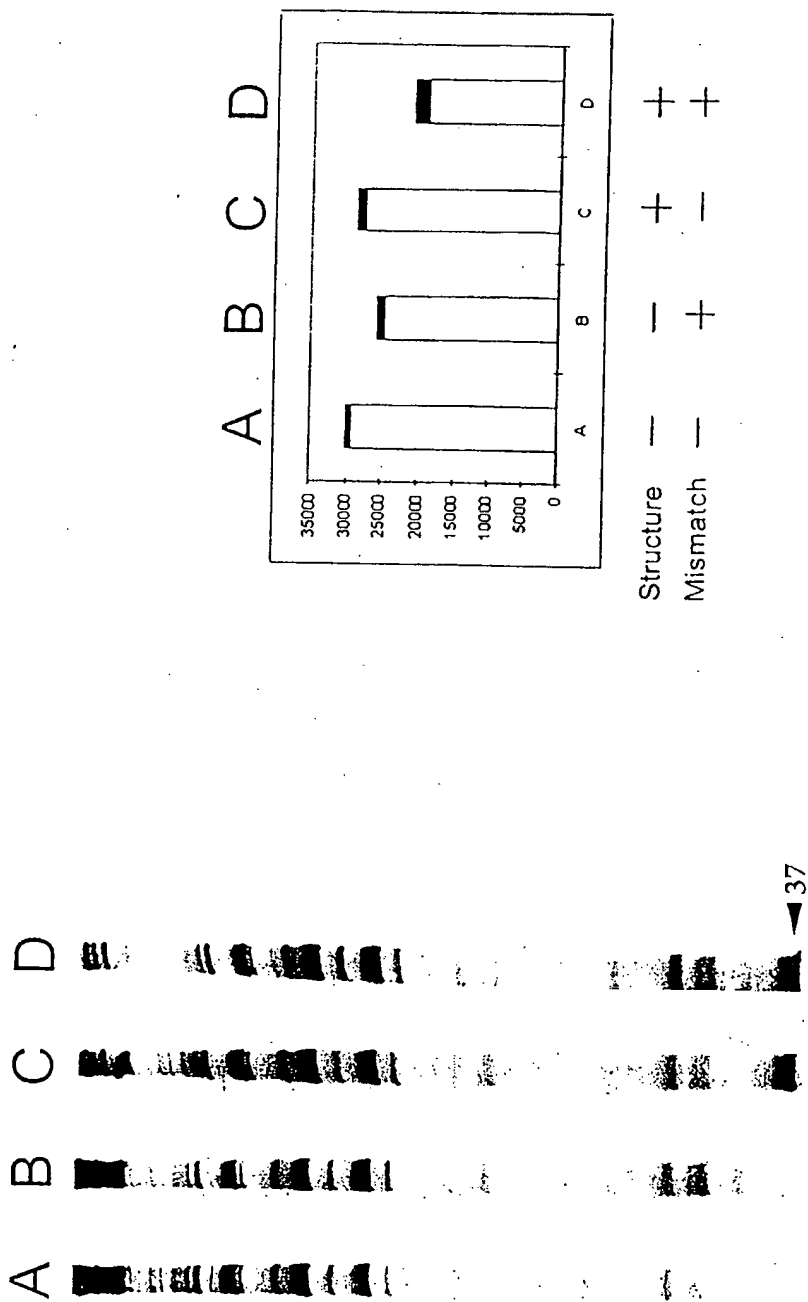 A B C D
37
A B C D
35000
30000
25000
20000
15000
10000
5000
0
A B C D
Structure — — + +
Mismatch — + — +